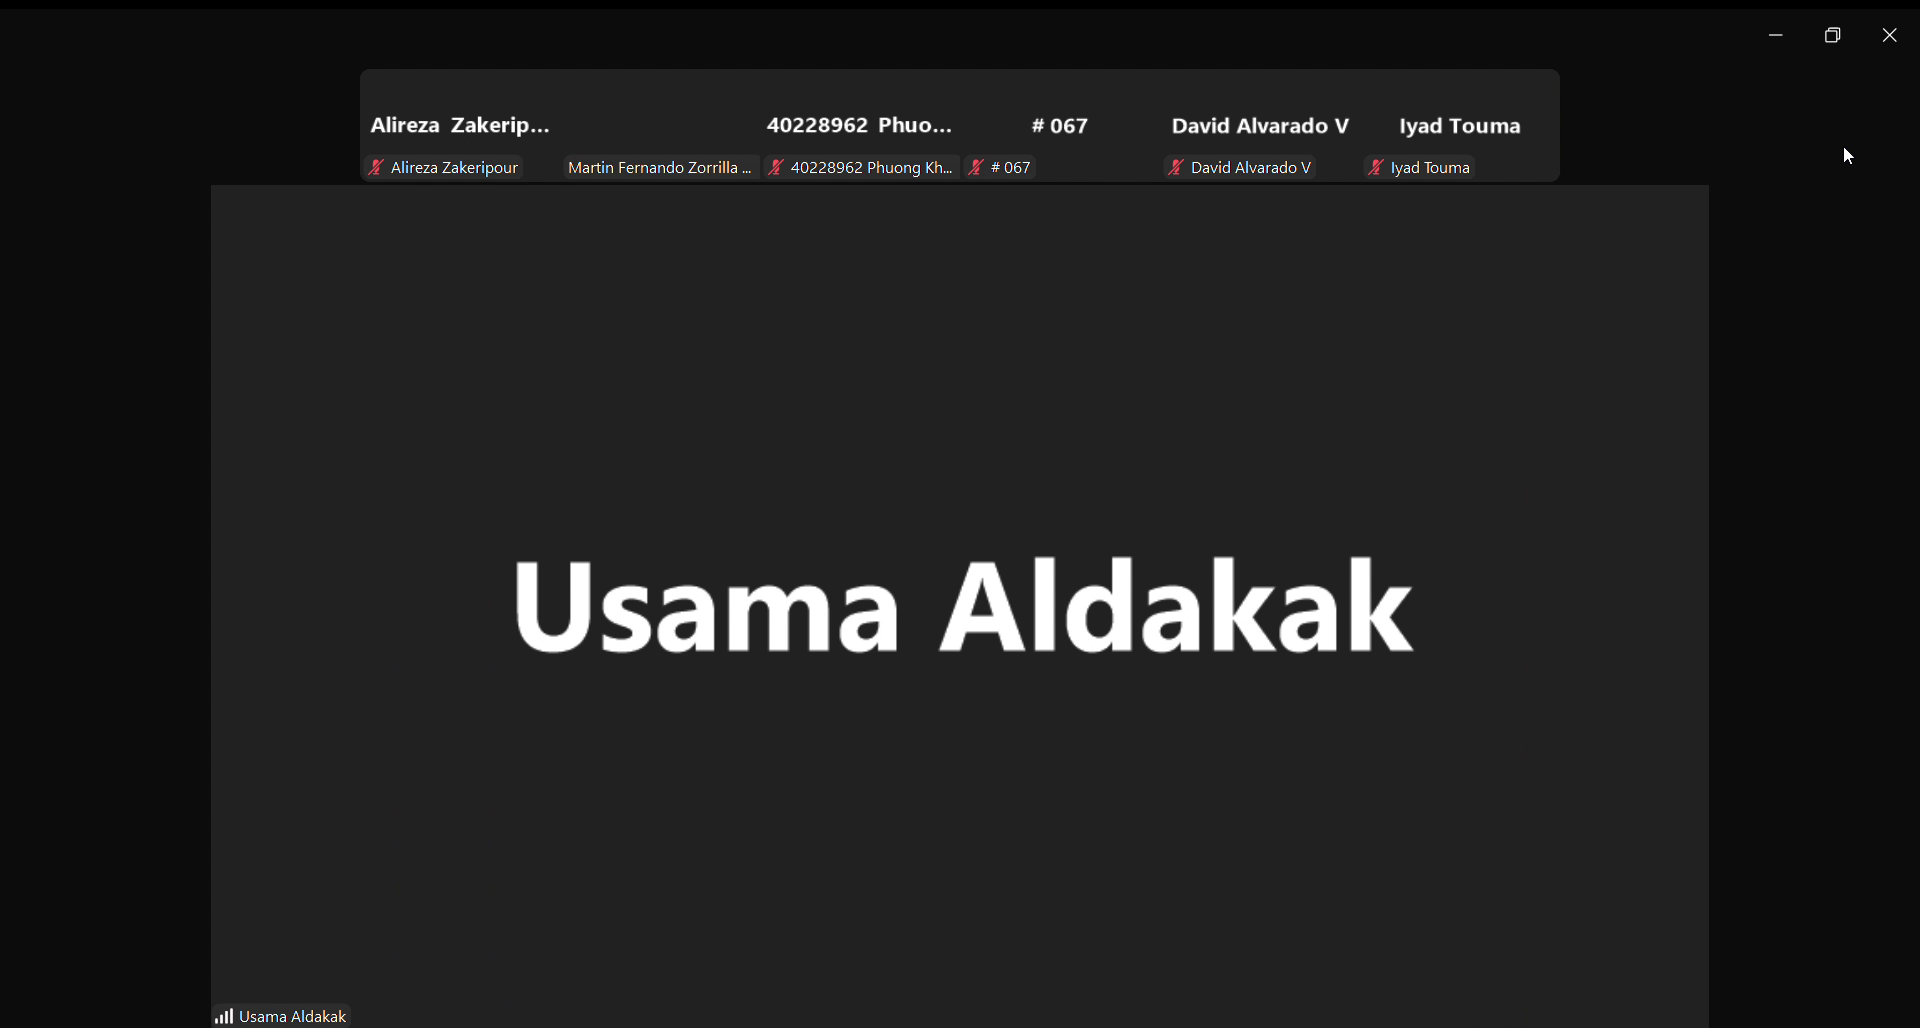 Alireza Zakerip... 40228962 Phuo... # 067 David Alvarado V Iyad Touma
Alireza Zakeripour Martin Fernando Zorrilla ... 40228962 Phuong Kh... # 067 David Alvarado V Iyad Touma
Usama Aldakak
Usama Aldakak